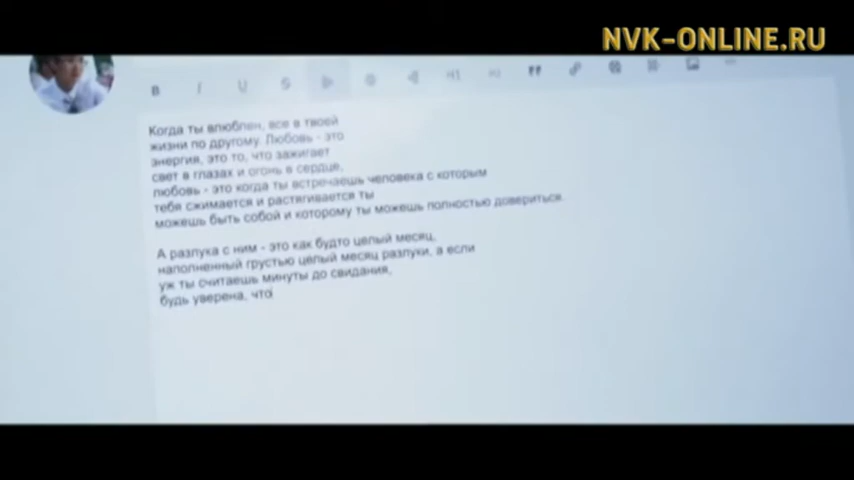 NVK-ONLINE.RU
B I U S H1 H2
Когда ты влюблен, все в твоей
жизни по другому. Любовь - это
энергия, это то, что зажигает
свет в глазах и огонь в сердце,
любовь - это когда ты встречаешь человека с которым
тебя сжимается и растягивается ты
можешь быть собой и которому ты можешь полностью довериться.
А разлука с ним - это как будто целый месяц,
наполненный грустью целый месяц разлуки, а если
уж ты считаешь минуты до свидания,
будь уверена, что